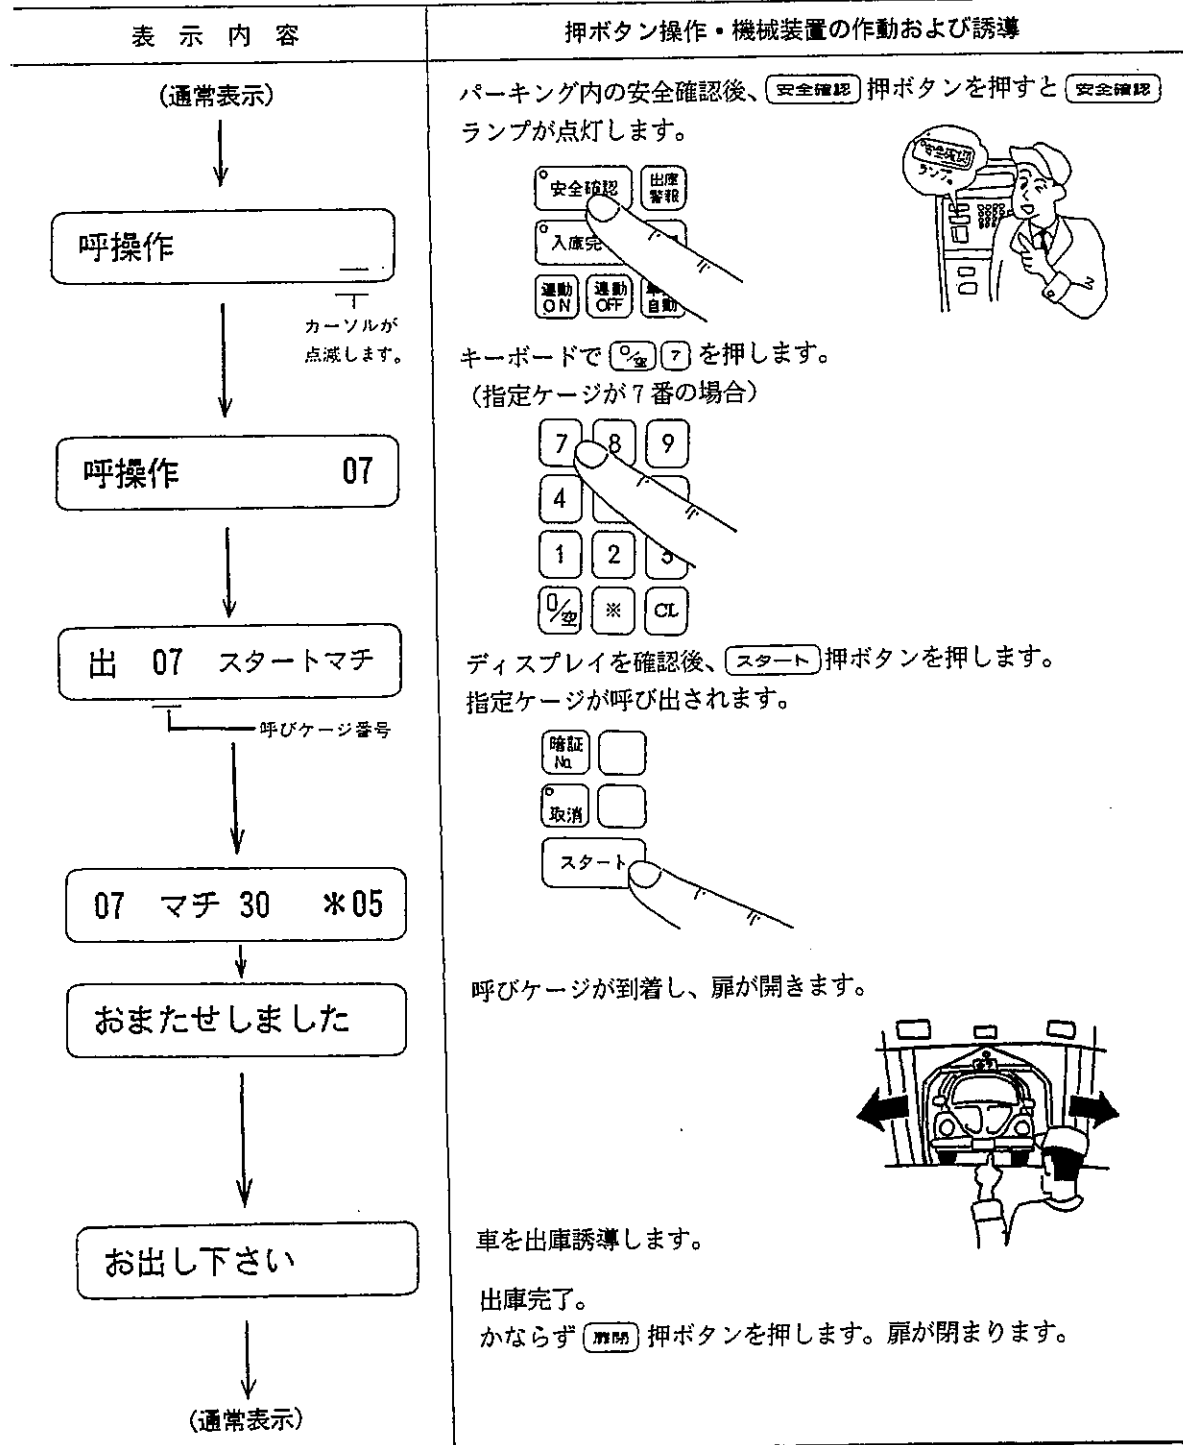 表示内容
押ボタン操作・機械装置の作動および誘導
(通常表示)
パーキング内の安全確認後、安全確認押ボタンを押すと安全確認
ランプが点灯します。
安全確認
ランプ
安全確認
出庫
警報
入庫完
連動
ON
連動
OFF
自動
呼操作
カーソルが
点滅します。
キーボードで0/空 7を押します。
(指定ケージが7番の場合)
7 8 9
4
1 2 3
0/空 ※ CL
呼操作 07
出 07 スタートマチ
呼びケージ番号
ディスプレイを確認後、スタート押ボタンを押します。
指定ケージが呼び出されます。
暗証
No.
取消
スタート
07 マチ 30 *05
おまたせしました
呼びケージが到着し、扉が開きます。
お出し下さい
車を出庫誘導します。
出庫完了。
かならず 押ボタンを押します。扉が閉まります。
(通常表示)